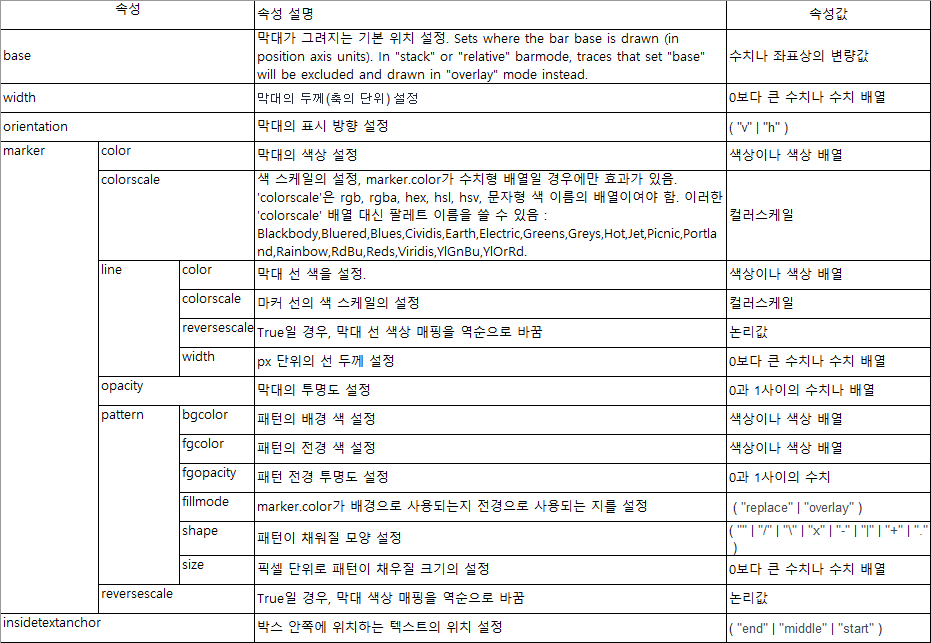 속성 속성 설명 속성값
base 막대가 그려지는 기본 위치 설정. Sets where the bar base is drawn (in
position axis units). In "stack" or "relative" barmode, traces that set "base"
will be excluded and drawn in "overlay" mode instead. 수치나 좌표상의 변량값
width 막대의 두께(축의 단위) 설정 0보다 큰 수치나 수치 배열
orientation 막대의 표시 방향 설정 ( "v" | "h" )
marker color 막대의 색상 설정 색상이나 색상 배열
colorscale 색 스케일의 설정, marker.color가 수치형 배열일 경우에만 효과가 있음.
'colorscale'은 rgb, rgba, hex, hsl, hsv, 문자형 색 이름의 배열이여야 함. 이러한
'colorscale' 배열 대신 팔레트 이름을 쓸 수 있음 :
Blackbody,Bluered,Blues,Cividis,Earth,Electric,Greens,Greys,Hot,Jet,Picnic,Portla
nd,Rainbow,RdBu,Reds,Viridis,YlGnBu,YlOrRd. 컬러스케일
line color 막대 선 색을 설정. 색상이나 색상 배열
colorscale 마커 선의 색 스케일의 설정 컬러스케일
reversescale True일 경우, 막대 선 색상 매핑을 역순으로 바꿈 논리값
width px 단위의 선 두께 설정 0보다 큰 수치나 수치 배열
opacity 막대의 투명도 설정 0과 1사이의 수치나 배열
pattern bgcolor 패턴의 배경 색 설정 색상이나 색상 배열
fgcolor 패턴의 전경 색 설정 색상이나 색상 배열
fgopacity 패턴 전경 투명도 설정 0과 1사이의 수치
fillmode marker.color가 배경으로 사용되는지 전경으로 사용되는 지를 설정 ( "replace" | "overlay" )
shape 패턴이 채워질 모양 설정 ( "" | "/" | "\" | "x" | "-" | "|" | "+" | "."
)
size 픽셀 단위로 패턴이 채우질 크기의 설정 0보다 큰 수치나 수치 배열
reversescale True일 경우, 막대 색상 매핑을 역순으로 바꿈 논리값
insidetextanchor 박스 안쪽에 위치하는 텍스트의 위치 설정 ( "end" | "middle" | "start" )